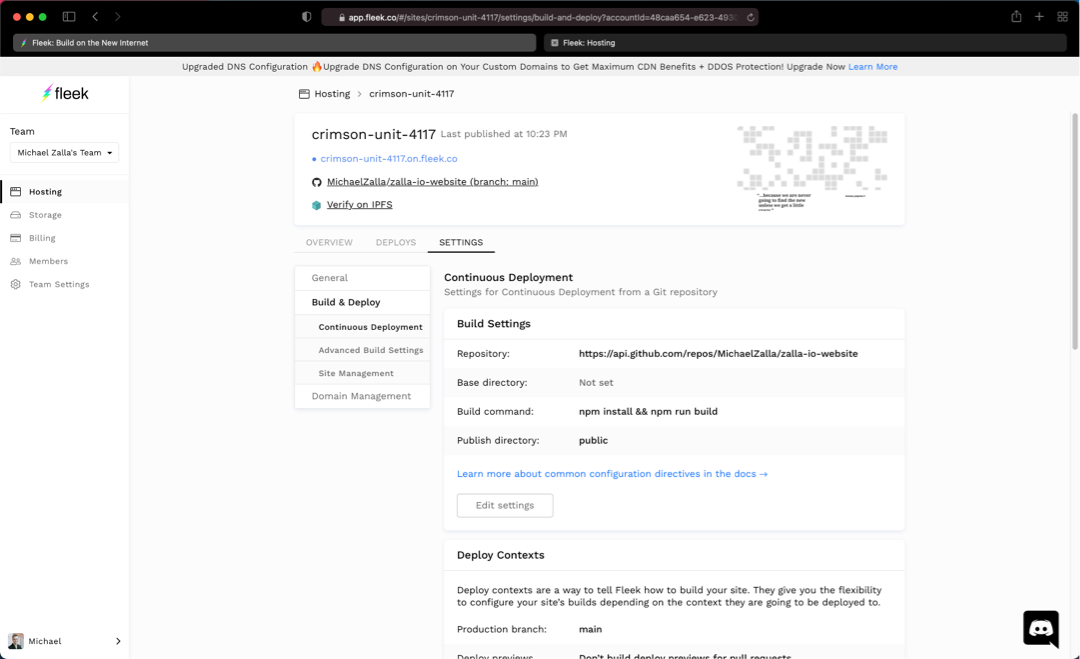 app.fleek.co/#/sites/crimson-unit-4117/settings/build-and-deploy?accountId=48caa654-e623-493
Fleek: Build on the New Internet
Fleek: Hosting
Upgraded DNS Configuration 🔥Upgrade DNS Configuration on Your Custom Domains to Get Maximum CDN Benefits + DDOS Protection! Upgrade Now Learn More
fleek
Team
Michael Zalla's Team
Hosting
Storage
Billing
Members
Team Settings
Michael
Hosting > crimson-unit-4117
crimson-unit-4117 Last published at 10:23 PM
• crimson-unit-4117.on.fleek.co
MichaelZalla/zalla-io-website (branch: main)
Verify on IPFS
"...because we are never
going to find the new
unless we get a little
OVERVIEW DEPLOYS SETTINGS
General
Build & Deploy
Continuous Deployment
Advanced Build Settings
Site Management
Domain Management
Continuous Deployment
Settings for Continuous Deployment from a Git repository
Build Settings
Repository: https://api.github.com/repos/MichaelZalla/zalla-io-website
Base directory: Not set
Build command: npm install && npm run build
Publish directory: public
Learn more about common configuration directives in the docs →
Edit settings
Deploy Contexts
Deploy contexts are a way to tell Fleek how to build your site. They give you the flexibility
to configure your site's builds depending on the context they are going to be deployed to.
Production branch: main
Deploy previews Don't build deploy previews for pull requests